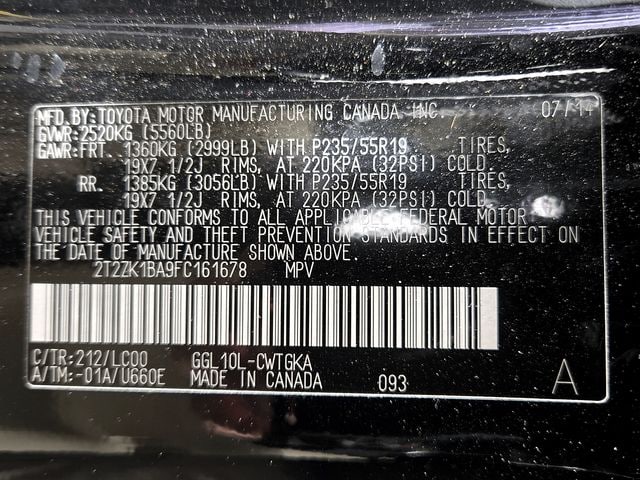 MFD.BY:TOYOTA MOTOR MANUFACTURING CANADA INC. 07/14
GVWR:2520KG (5560LB)
GAWR:FRT. 1360KG (2999LB) WITH P235/55R19 TIRES,
19X7 1/2J RIMS, AT 220KPA (32PSI) COLD.
RR. 1385KG (3056LB) WITH P235/55R19 TIRES,
19X7 1/2J RIMS, AT 220KPA (32PSI) COLD.
THIS VEHICLE CONFORMS TO ALL APPLICABLE FEDERAL MOTOR
VEHICLE SAFETY AND THEFT PREVENTION STANDARDS IN EFFECT ON
THE DATE OF MANUFACTURE SHOWN ABOVE.
2T2ZK1BA9FC161678 MPV
C/TR:212/LC00 GGL10L-CWTGKA
A/TM:-01A/U660E MADE IN CANADA 093 A